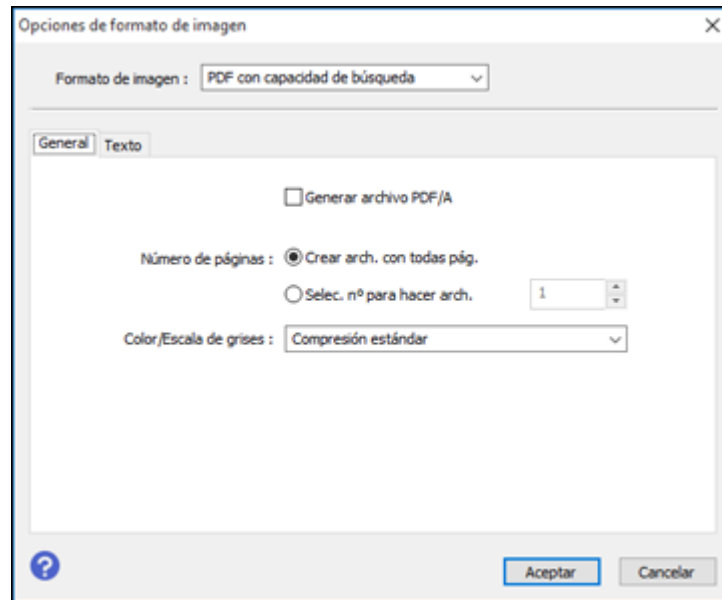 Opciones de formato de imagen
Formato de imagen : PDF con capacidad de búsqueda
General Texto
Generar archivo PDF/A
Número de páginas : Crear arch. con todas pág.
Selec. nº para hacer arch. 1
Color/Escala de grises : Compresión estándar
?
Aceptar Cancelar